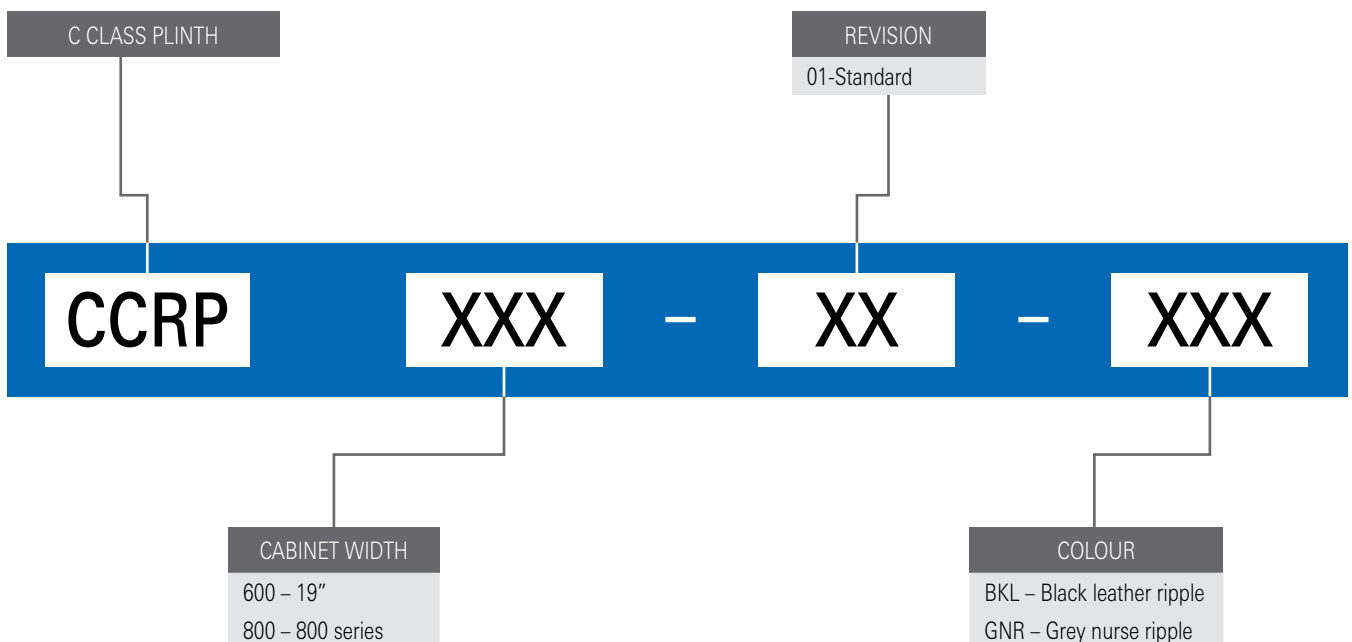 C CLASS PLINTH
REVISION
01-Standard
CCRP XXX – XX – XXX
CABINET WIDTH
600 – 19”
800 – 800 series
COLOUR
BKL – Black leather ripple
GNR – Grey nurse ripple